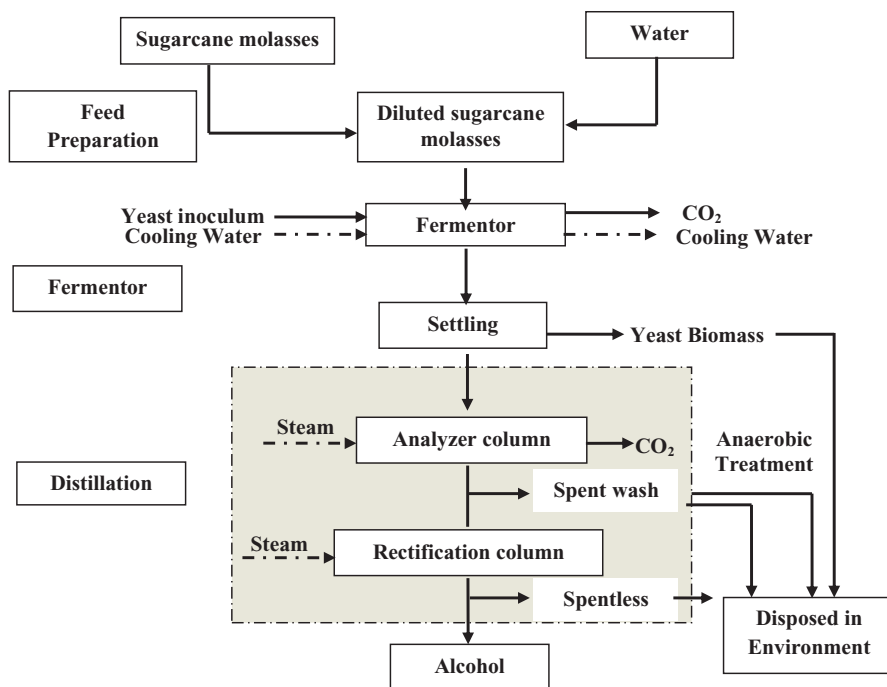 Sugarcane molasses
Water
Feed
Preparation
Diluted sugarcane
molasses
Yeast inoculum
Cooling Water
Fermentor
CO₂
Cooling Water
Fermentor
Settling
Yeast Biomass
Steam
Analyzer column
CO₂
Anaerobic
Treatment
Distillation
Spent wash
Steam
Rectification column
Spentless
Disposed in
Environment
Alcohol